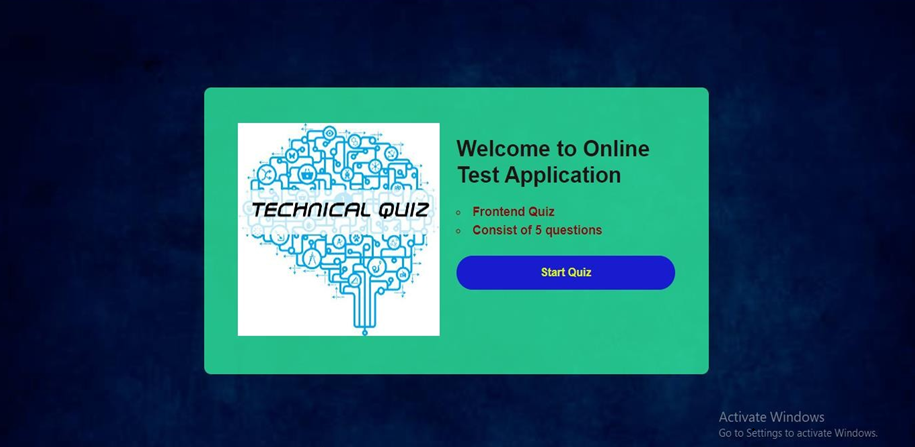 TECHNICAL QUIZ
Welcome to Online
Test Application
Frontend Quiz
Consist of 5 questions
Start Quiz
Activate Windows
Go to Settings to activate Windows.